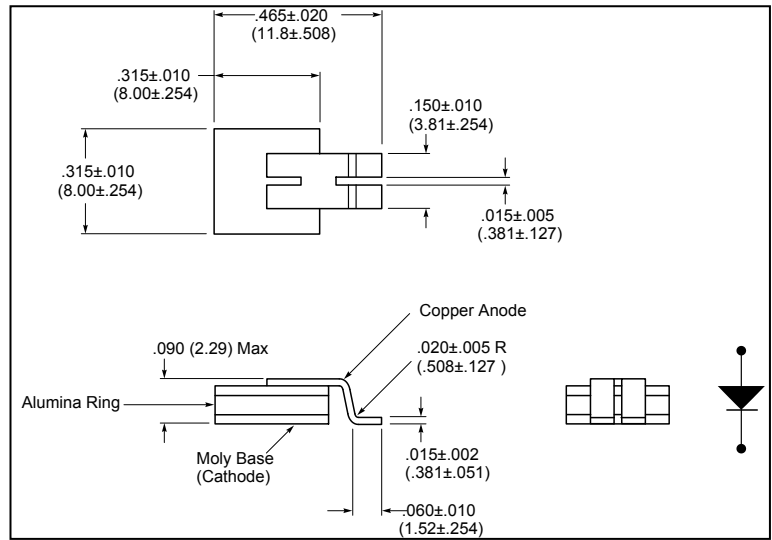 .465±.020
(11.8±.508)
.315±.010
(8.00±.254)
.150±.010
(3.81±.254)
.315±.010
(8.00±.254)
.015±.005
(.381±.127)
Copper Anode
.090 (2.29) Max
.020±.005 R
(.508±.127 )
Alumina Ring
Moly Base
(Cathode)
.015±.002
(.381±.051)
.060±.010
(1.52±.254)